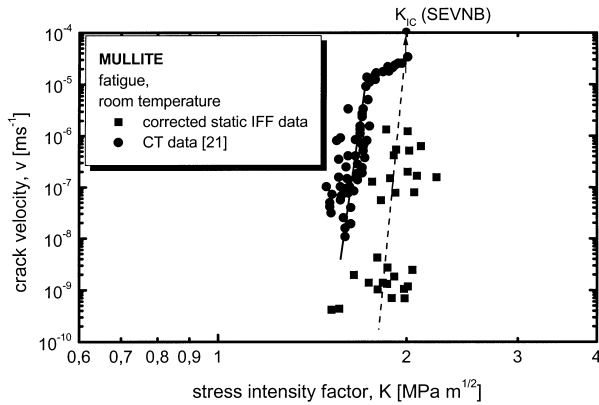 K_IC (SEVNB)
MULLITE
fatigue,
room temperature
corrected static IFF data
CT data [21]
10^-4
10^-5
10^-6
10^-7
10^-8
10^-9
10^-10
crack velocity, v [ms^-1]
0,6 0,7 0,8 0,9 1 2 3 4
stress intensity factor, K [MPa m^1/2]